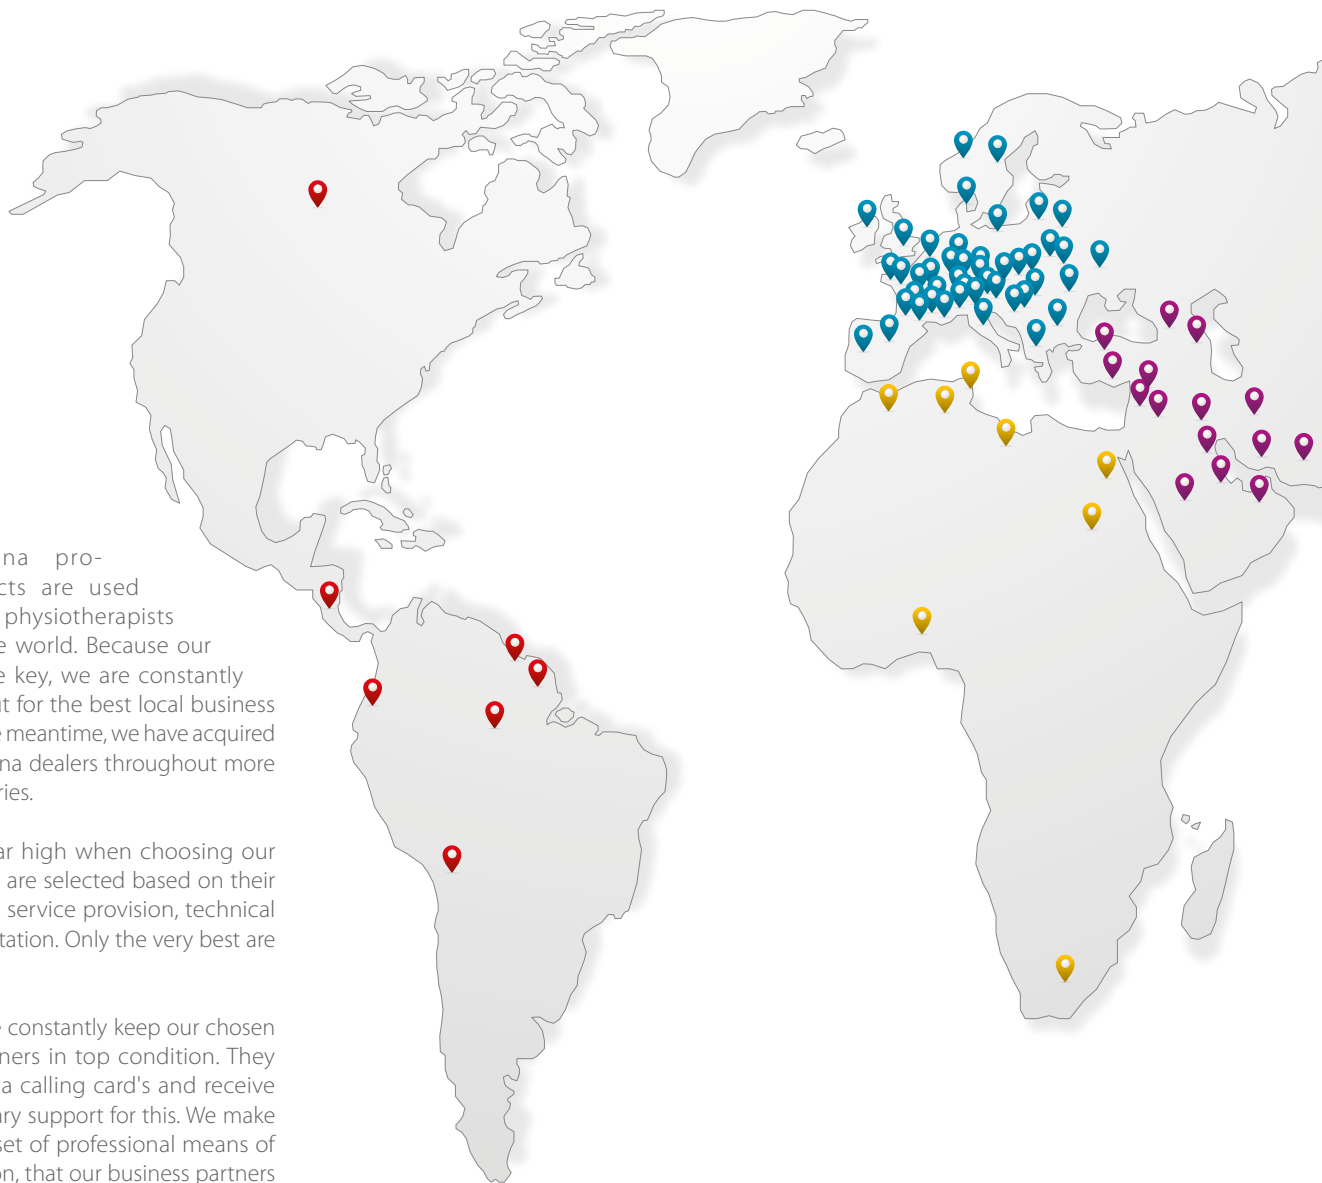 na pro-
cts are used
physiotherapists
e world. Because our
e key, we are constantly
t for the best local business
e meantime, we have acquired
na dealers throughout more
ries.
ar high when choosing our
are selected based on their
service provision, technical
tation. Only the very best are
e constantly keep our chosen
ners in top condition. They
a calling card's and receive
ary support for this. We make
set of professional means of
on, that our business partners